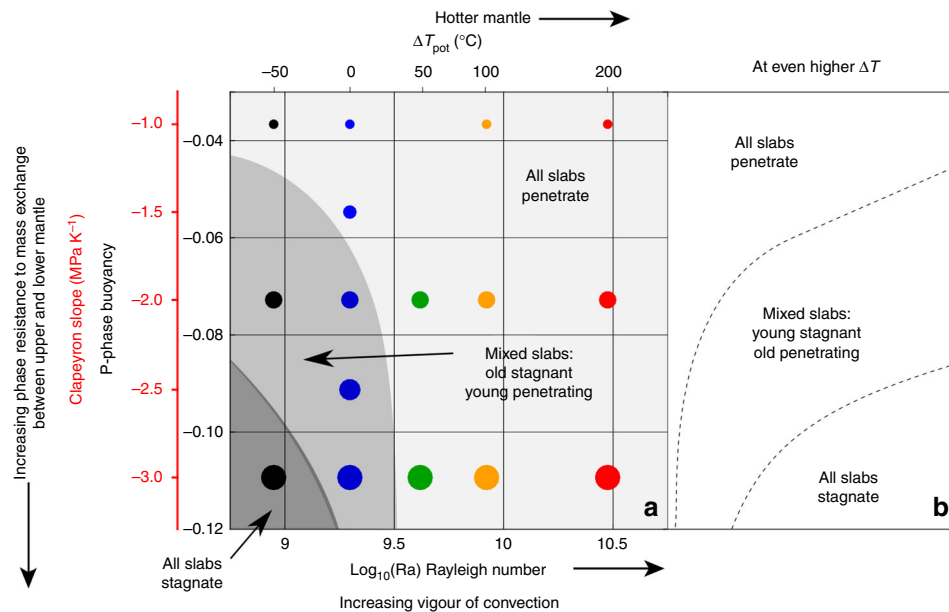 Hotter mantle
ΔTpot (°C)
−50 0 50 100 200
At even higher ΔT
Increasing phase resistance to mass exchange
between upper and lower mantle
Clapeyron slope (MPa K−1)
P-phase buoyancy
−1.0
−1.5
−2.0
−2.5
−3.0
−0.04
−0.06
−0.08
−0.10
−0.12
All slabs
penetrate
Mixed slabs:
old stagnant
young penetrating
a
All slabs
stagnate
9 9.5 10 10.5
Log10(Ra) Rayleigh number
Increasing vigour of convection
All slabs
penetrate
Mixed slabs:
young stagnant
old penetrating
All slabs
stagnate
b